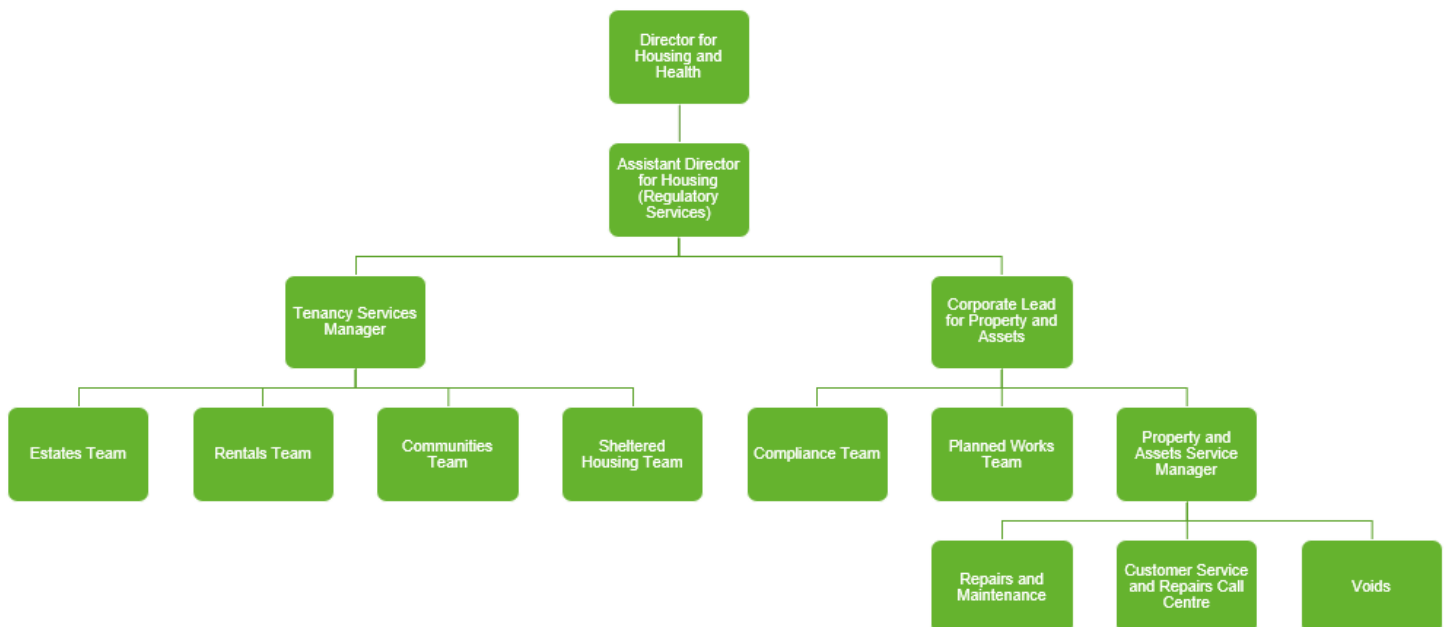 Director for
Housing and
Health
Assistant Director
for Housing
(Regulatory
Services)
Tenancy Services
Manager
Corporate Lead
for Property and
Assets
Estates Team
Rentals Team
Communities
Team
Sheltered
Housing Team
Compliance Team
Planned Works
Team
Property and
Assets Service
Manager
Repairs and
Maintenance
Customer Service
and Repairs Call
Centre
Voids